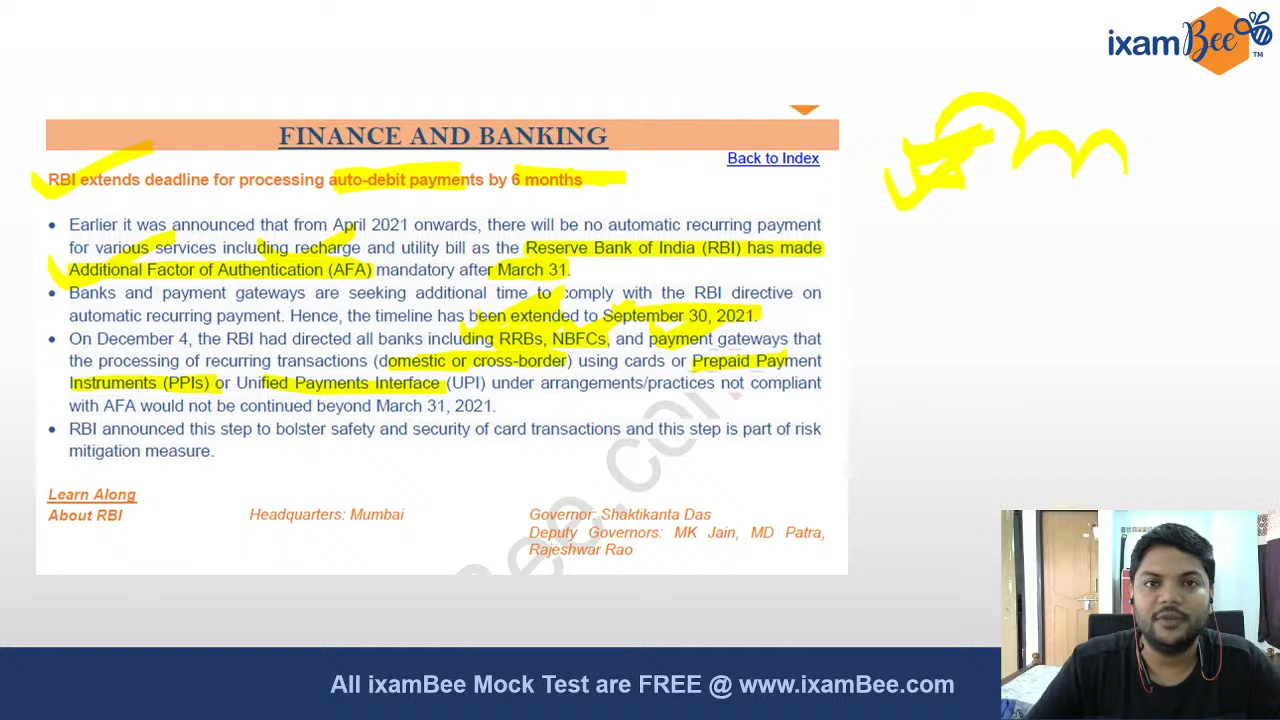 ixamBee
TM
FINANCE AND BANKING
Back to Index
RBI extends deadline for processing auto-debit payments by 6 months
• Earlier it was announced that from April 2021 onwards, there will be no automatic recurring payment
for various services including recharge and utility bill as the Reserve Bank of India (RBI) has made
Additional Factor of Authentication (AFA) mandatory after March 31.
• Banks and payment gateways are seeking additional time to comply with the RBI directive on
automatic recurring payment. Hence, the timeline has been extended to September 30, 2021.
• On December 4, the RBI had directed all banks including RRBs, NBFCs, and payment gateways that
the processing of recurring transactions (domestic or cross-border) using cards or Prepaid Payment
Instruments (PPIs) or Unified Payments Interface (UPI) under arrangements/practices not compliant
with AFA would not be continued beyond March 31, 2021.
• RBI announced this step to bolster safety and security of card transactions and this step is part of risk
mitigation measure.
Learn Along
About RBI
Headquarters: Mumbai
Governor: Shaktikanta Das
Deputy Governors: MK Jain, MD Patra,
Rajeshwar Rao
All ixamBee Mock Test are FREE @ www.ixamBee.com